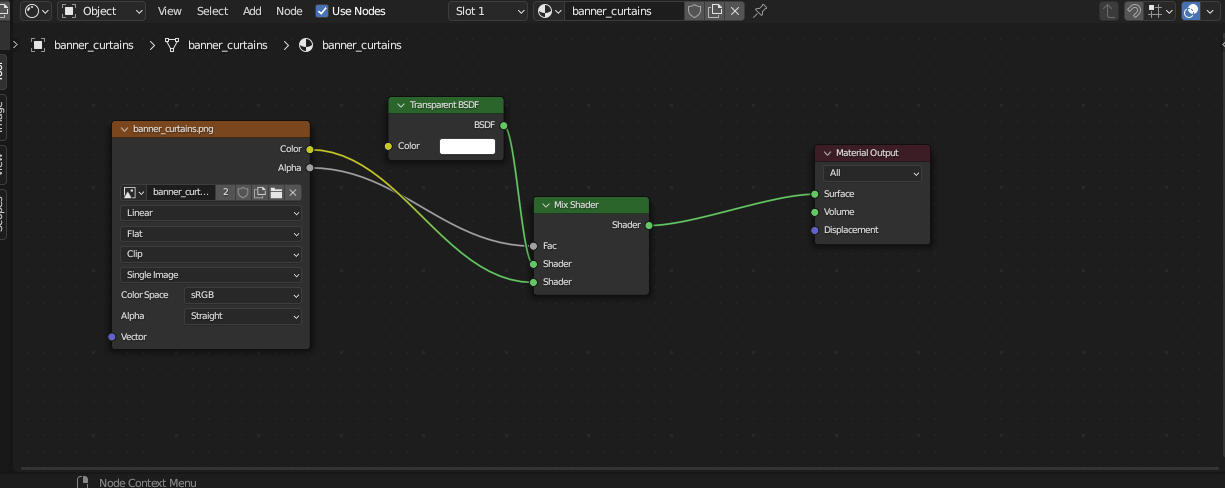 Object View Select Add Node Use Nodes Slot 1 banner_curtains
banner_curtains banner_curtains banner_curtains
Transparent BSDF
BSDF
Color
banner_curtains.png
Color
Alpha
banner_curt... 2
Linear
Flat
Clip
Single Image
Color Space sRGB
Alpha Straight
Vector
Mix Shader
Shader
Fac
Shader
Shader
Material Output
All
Surface
Volume
Displacement
Node Context Menu